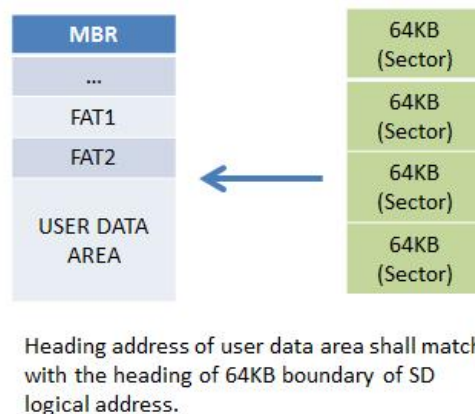 MBR
...
FAT1
FAT2
USER DATA
AREA
64KB
(Sector)
64KB
(Sector)
64KB
(Sector)
64KB
(Sector)
Heading address of user data area shall match
with the heading of 64KB boundary of SD
logical address.